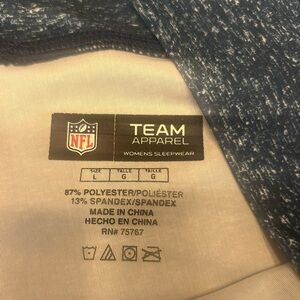 NFL
TEAM
APPAREL
WOMENS SLEEPWEAR
SIZE TAILLE TALLA
L G G
87% POLYESTER/POLIÉSTER
13% SPANDEX/SPANDEX
MADE IN CHINA
HECHO EN CHINA
RN# 75767